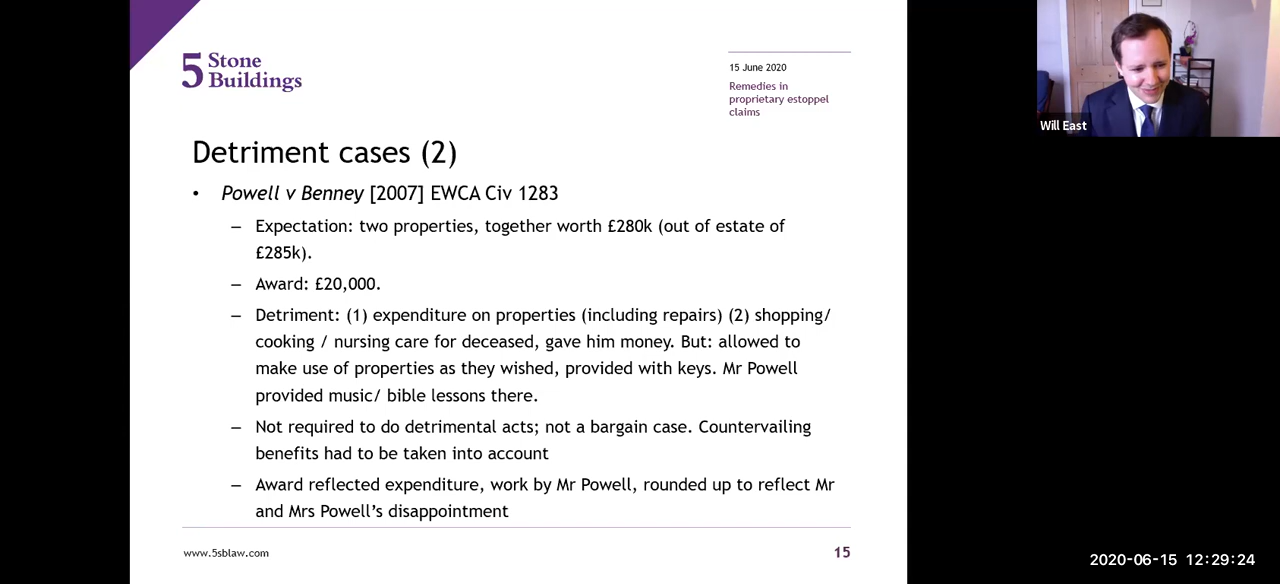 5 Stone
Buildings
15 June 2020
Remedies in
proprietary estoppel
claims
Will East
Detriment cases (2)
• Powell v Benney [2007] EWCA Civ 1283
– Expectation: two properties, together worth £280k (out of estate of
£285k).
– Award: £20,000.
– Detriment: (1) expenditure on properties (including repairs) (2) shopping/
cooking / nursing care for deceased, gave him money. But: allowed to
make use of properties as they wished, provided with keys. Mr Powell
provided music/ bible lessons there.
– Not required to do detrimental acts; not a bargain case. Countervailing
benefits had to be taken into account
– Award reflected expenditure, work by Mr Powell, rounded up to reflect Mr
and Mrs Powell’s disappointment
www.5sblaw.com
15
2020-06-15 12:29:24